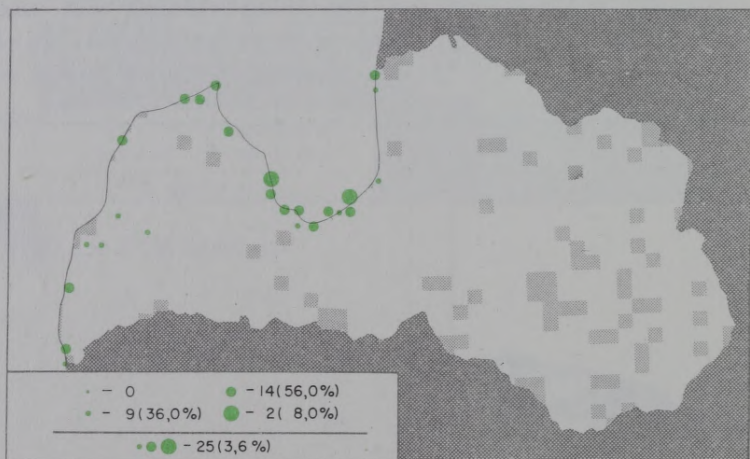 - 0 - 14(56,0%)
- 9(36,0%) - 2( 8,0%)
- 25(3,6%)